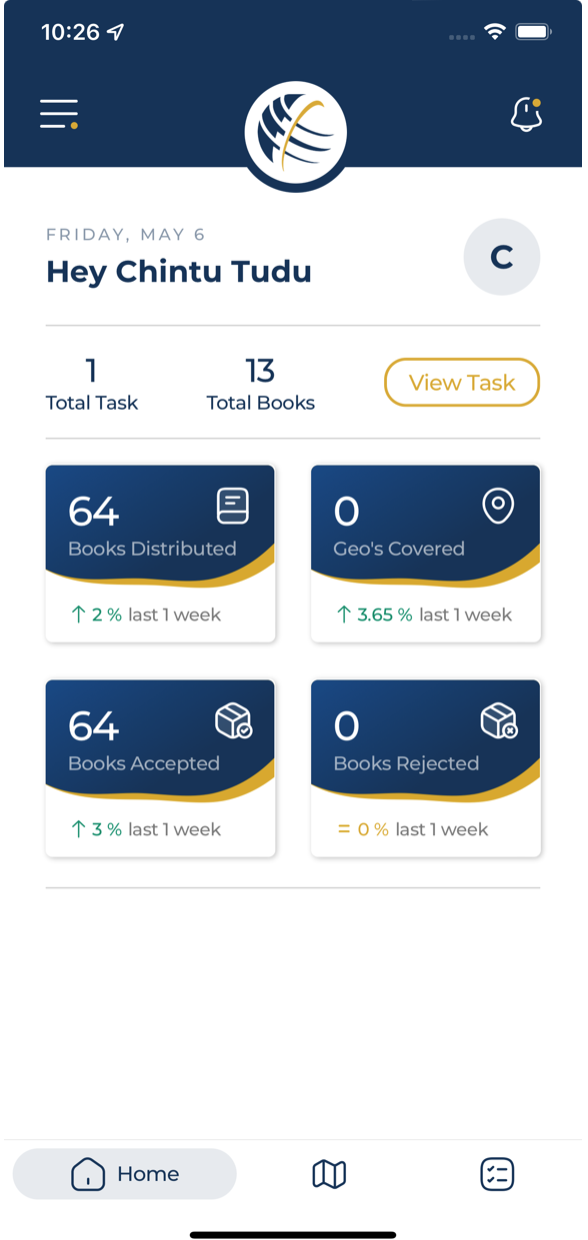 10:26
FRIDAY, MAY 6
Hey Chintu Tudu
C
1
Total Task
13
Total Books
View Task
64
Books Distributed
↑ 2 % last 1 week
0
Geo's Covered
↑ 3.65 % last 1 week
64
Books Accepted
↑ 3 % last 1 week
0
Books Rejected
= 0 % last 1 week
Home